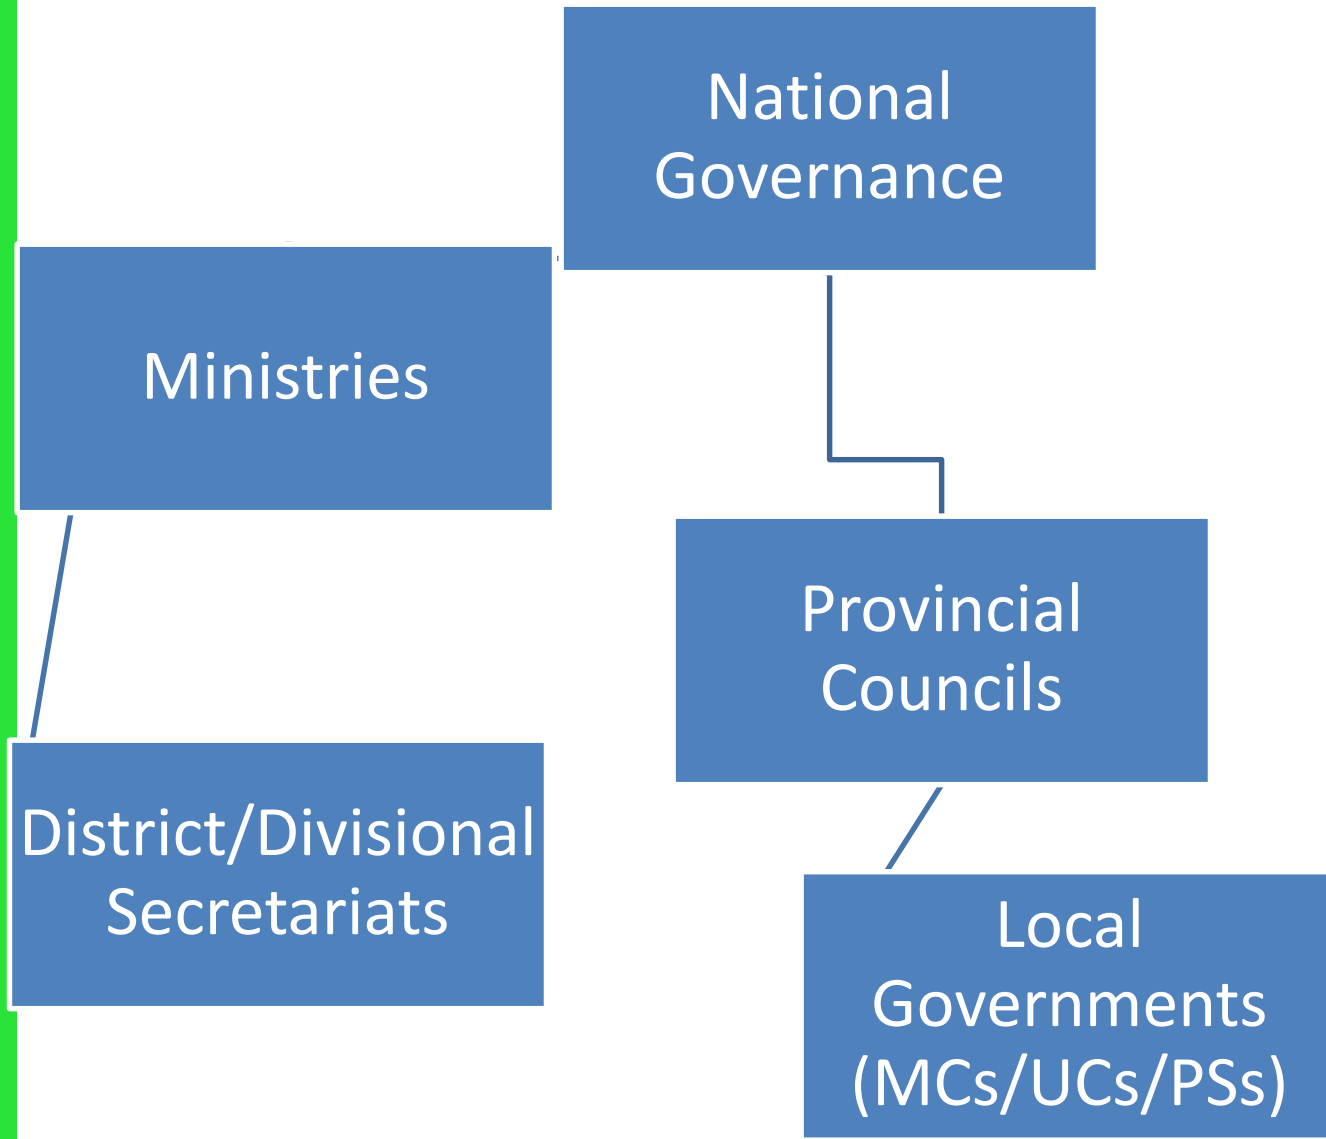 National
Governance
Ministries
Provincial
Councils
District/Divisional
Secretariats
Local
Governments
(MCs/UCs/PSs)